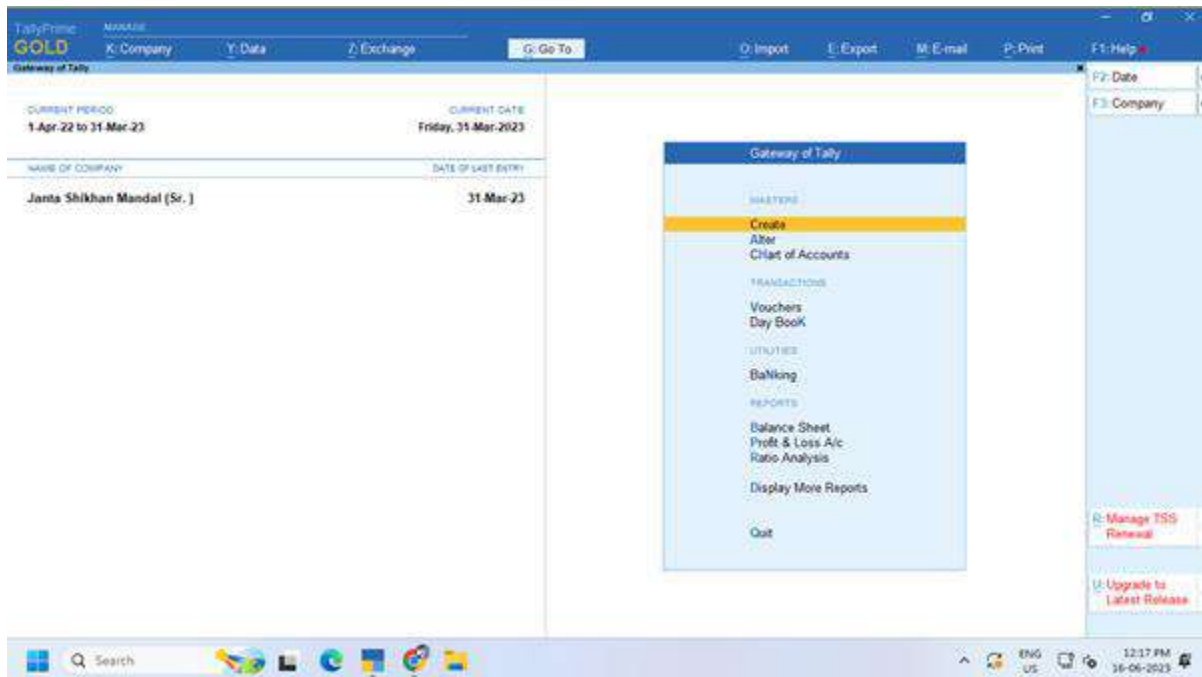 TallyPrime
GOLD
MANAGE
K: Company
Y: Data
Z: Exchange
G: Go To
O: Import
E: Export
M: E-mail
P: Print
F1: Help
Gateway of Tally
F2: Date
F3: Company
CURRENT PERIOD
CURRENT DATE
1-Apr-22 to 31-Mar-23
Friday, 31-Mar-2023
NAME OF COMPANY
DATE OF LAST ENTRY
Janta Shikhan Mandal (Sr. )
31-Mar-23
Gateway of Tally
MASTERS
Create
Alter
CHart of Accounts
TRANSACTIONS
Vouchers
Day BooK
UTILITIES
BaNking
REPORTS
Balance Sheet
Profit & Loss A/c
Ratio Analysis
Display More Reports
Quit
R: Manage TSS
Renewal
U: Upgrade to
Latest Release
Search
ENG
US
12:17 PM
16-06-2023